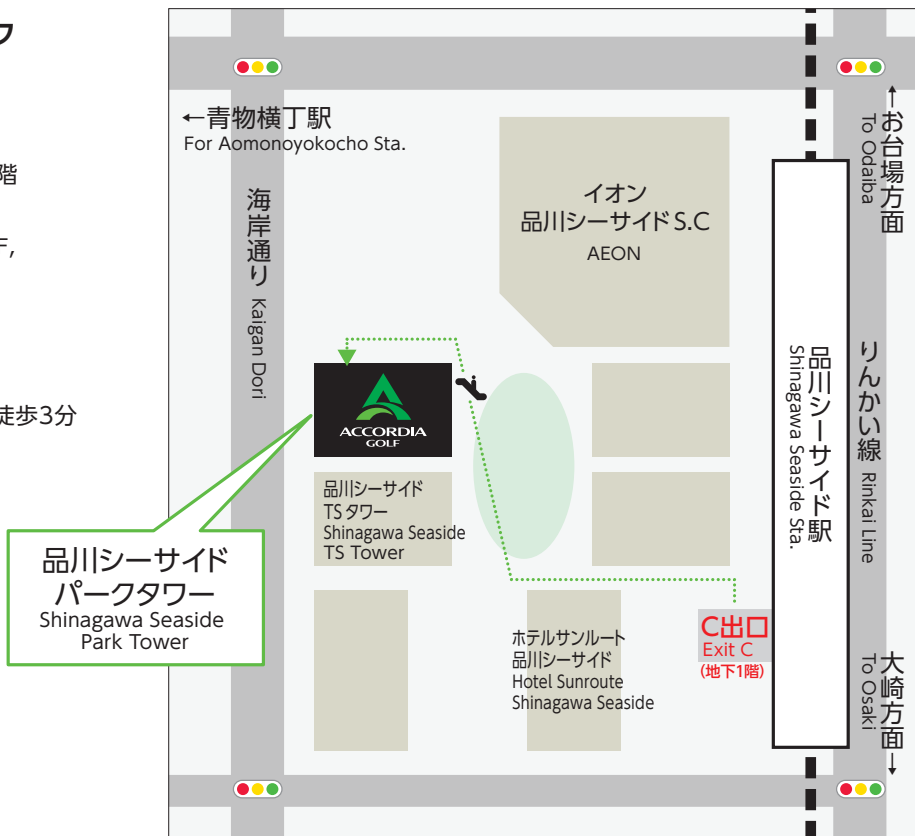 階
F,
徒歩3分
←青物横丁駅
For Aomonoyokocho Sta.
海岸通り Kaigan Dori
イオン
品川シーサイド S.C
AEON
←お台場方面
To Odaiba
ACCORDIA
GOLF
品川シーサイド
TS タワー
Shinagawa Seaside
TS Tower
品川シーサイド
パークタワー
Shinagawa Seaside
Park Tower
ホテルサンルート
品川シーサイド
Hotel Sunroute
Shinagawa Seaside
C出口
Exit C
(地下1階)
品川シーサイド駅
Shinagawa Seaside Sta.
りんかい線 Rinkai Line
大崎方面→
To Osaki